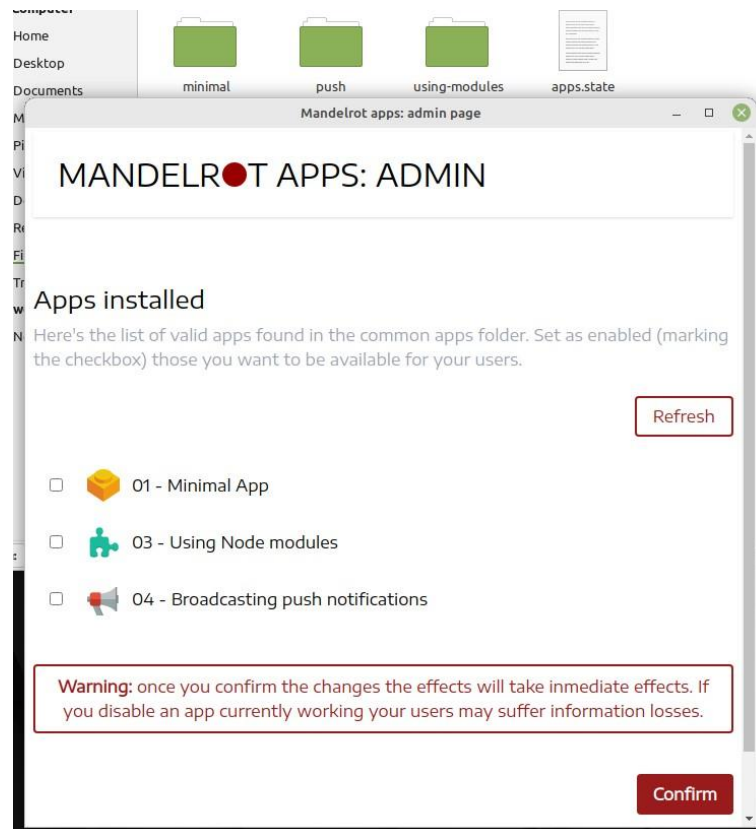 Computer
Home
Desktop
Documents
minimal
push
using-modules
apps.state
Mandelrot apps: admin page
MANDELROT APPS: ADMIN
Apps installed
Here's the list of valid apps found in the common apps folder. Set as enabled (marking
the checkbox) those you want to be available for your users.
Refresh
01 - Minimal App
03 - Using Node modules
04 - Broadcasting push notifications
Warning: once you confirm the changes the effects will take inmediate effects. If
you disable an app currently working your users may suffer information losses.
Confirm